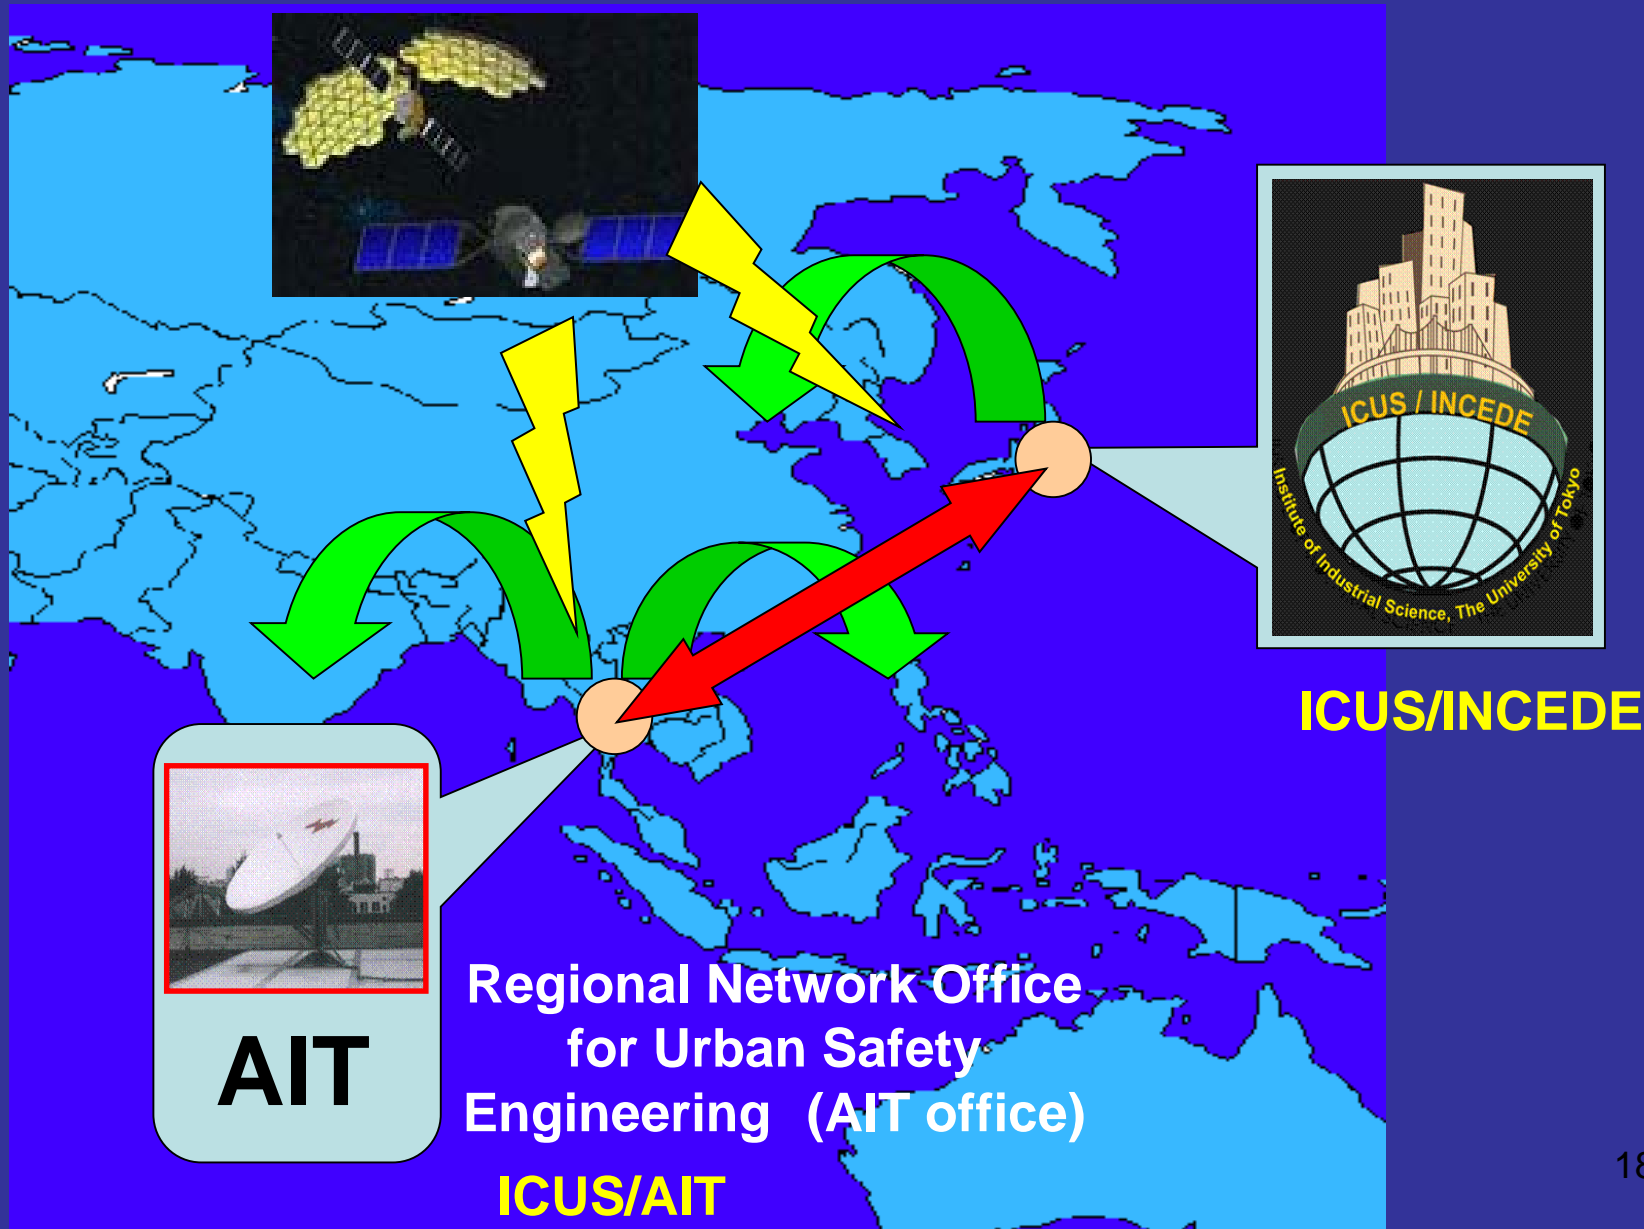 ICUS / INCEDE
Institute of Industrial Science, The University of Tokyo
ICUS/INCEDE
AIT
Regional Network Office
for Urban Safety
Engineering (AIT office)
ICUS/AIT
18